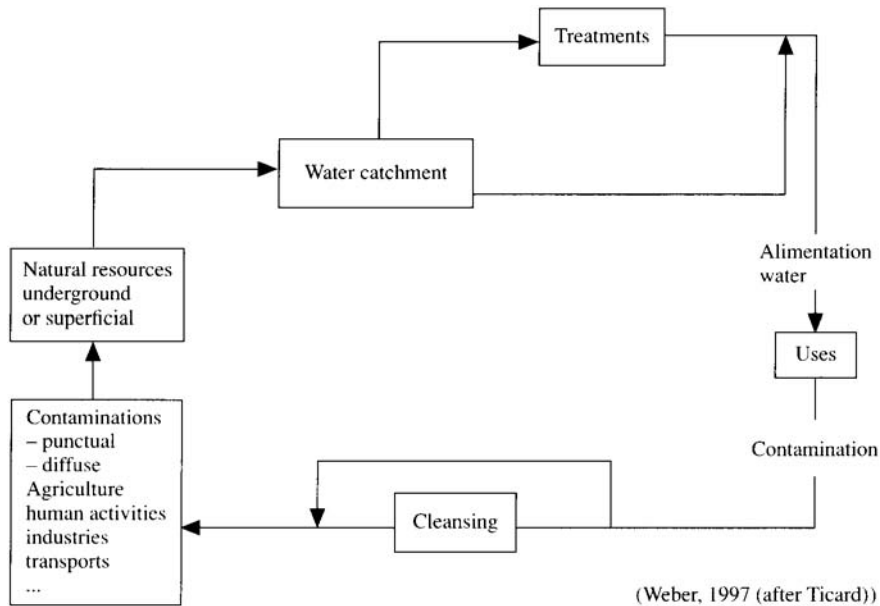 Treatments
Water catchment
Natural resources
underground
or superficial
Alimentation
water
Uses
Contaminations
– punctual
– diffuse
Agriculture
human activities
industries
transports
...
Contamination
Cleansing
(Weber, 1997 (after Ticard))